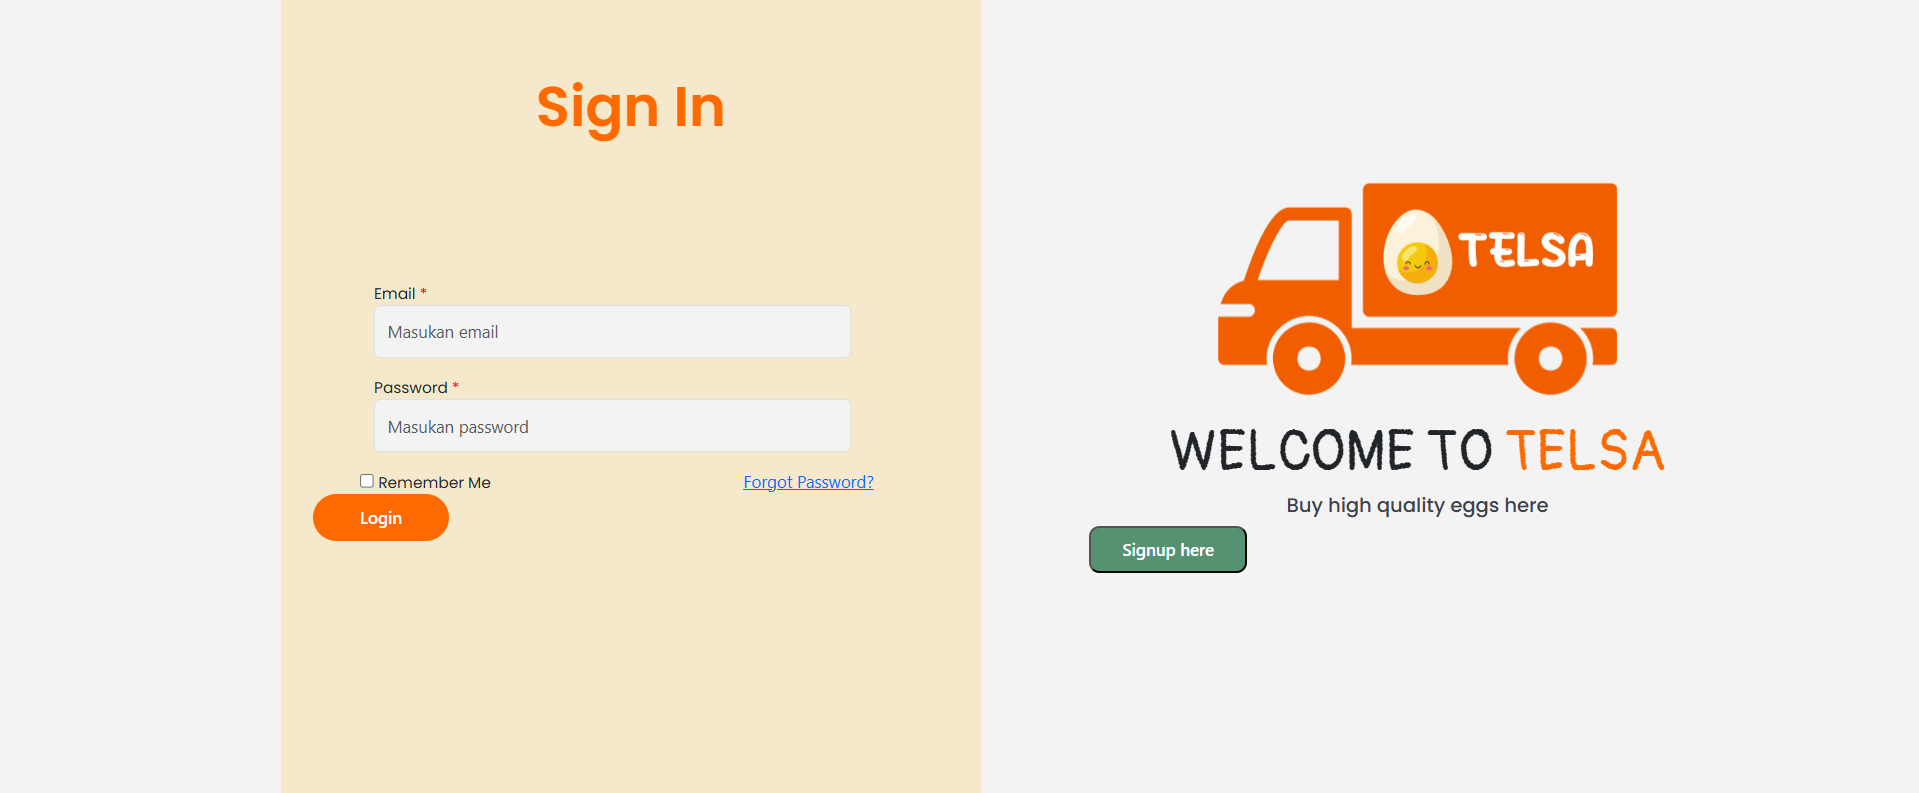 Sign In
Email *
Masukan email
Password *
Masukan password
Remember Me
Forgot Password?
Login
TELSA
WELCOME TO TELSA
Buy high quality eggs here
Signup here